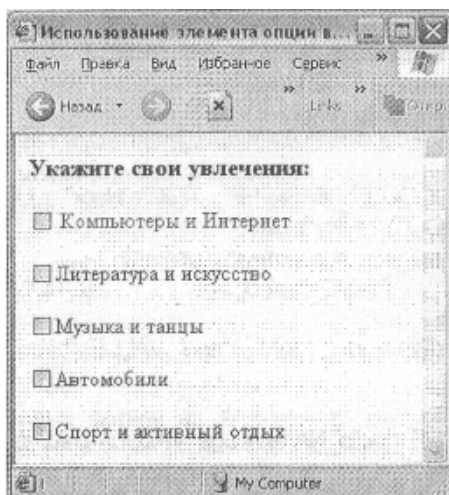 Использование элемента опции в...
Файл Правка Вид Избранное Сервис »
Назад » Links »
Укажите свои увлечения:
Компьютеры и Интернет
Литература и искусство
Музыка и танцы
Автомобили
Спорт и активный отдых
My Computer